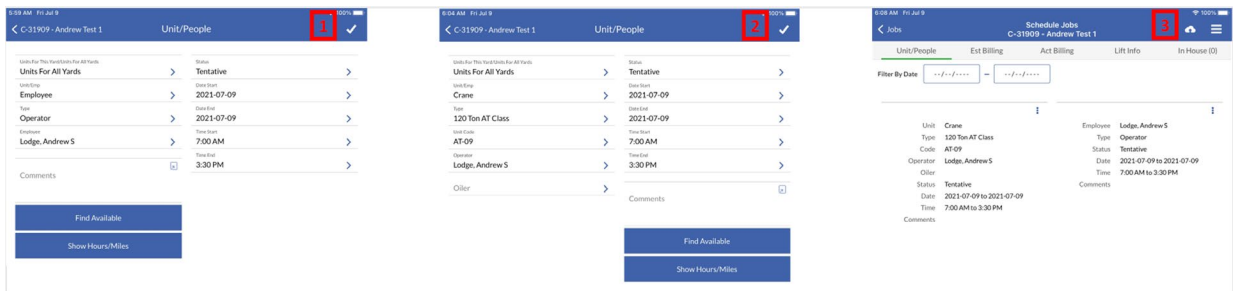 5:59 AM Fri Jul 9
100%
C-31909 - Andrew Test 1
Unit/People
1
Units For This Yard/Units For All Yards
Units For All Yards
Unit/Emp
Employee
Type
Operator
Employee
Lodge, Andrew S
Comments
Status
Tentative
Date Start
2021-07-09
Date End
2021-07-09
Time Start
7:00 AM
Time End
3:30 PM
Find Available
Show Hours/Miles
6:04 AM Fri Jul 9
100%
C-31909 - Andrew Test 1
Unit/People
2
Units For This Yard/Units For All Yards
Units For All Yards
Unit/Emp
Crane
Type
120 Ton AT Class
Unit Code
AT-09
Operator
Lodge, Andrew S
Oiler
Status
Tentative
Date Start
2021-07-09
Date End
2021-07-09
Time Start
7:00 AM
Time End
3:30 PM
Comments
Find Available
Show Hours/Miles
6:08 AM Fri Jul 9
100%
Jobs
Schedule Jobs
C-31909 - Andrew Test 1
3
Unit/People Est Billing Act Billing Lift Info In House (0)
Filter By Date --/--/---- – --/--/----
Unit Crane
Type 120 Ton AT Class
Code AT-09
Operator Lodge, Andrew S
Oiler
Status Tentative
Date 2021-07-09 to 2021-07-09
Time 7:00 AM to 3:30 PM
Comments
Employee Lodge, Andrew S
Type Operator
Status Tentative
Date 2021-07-09 to 2021-07-09
Time 7:00 AM to 3:30 PM
Comments